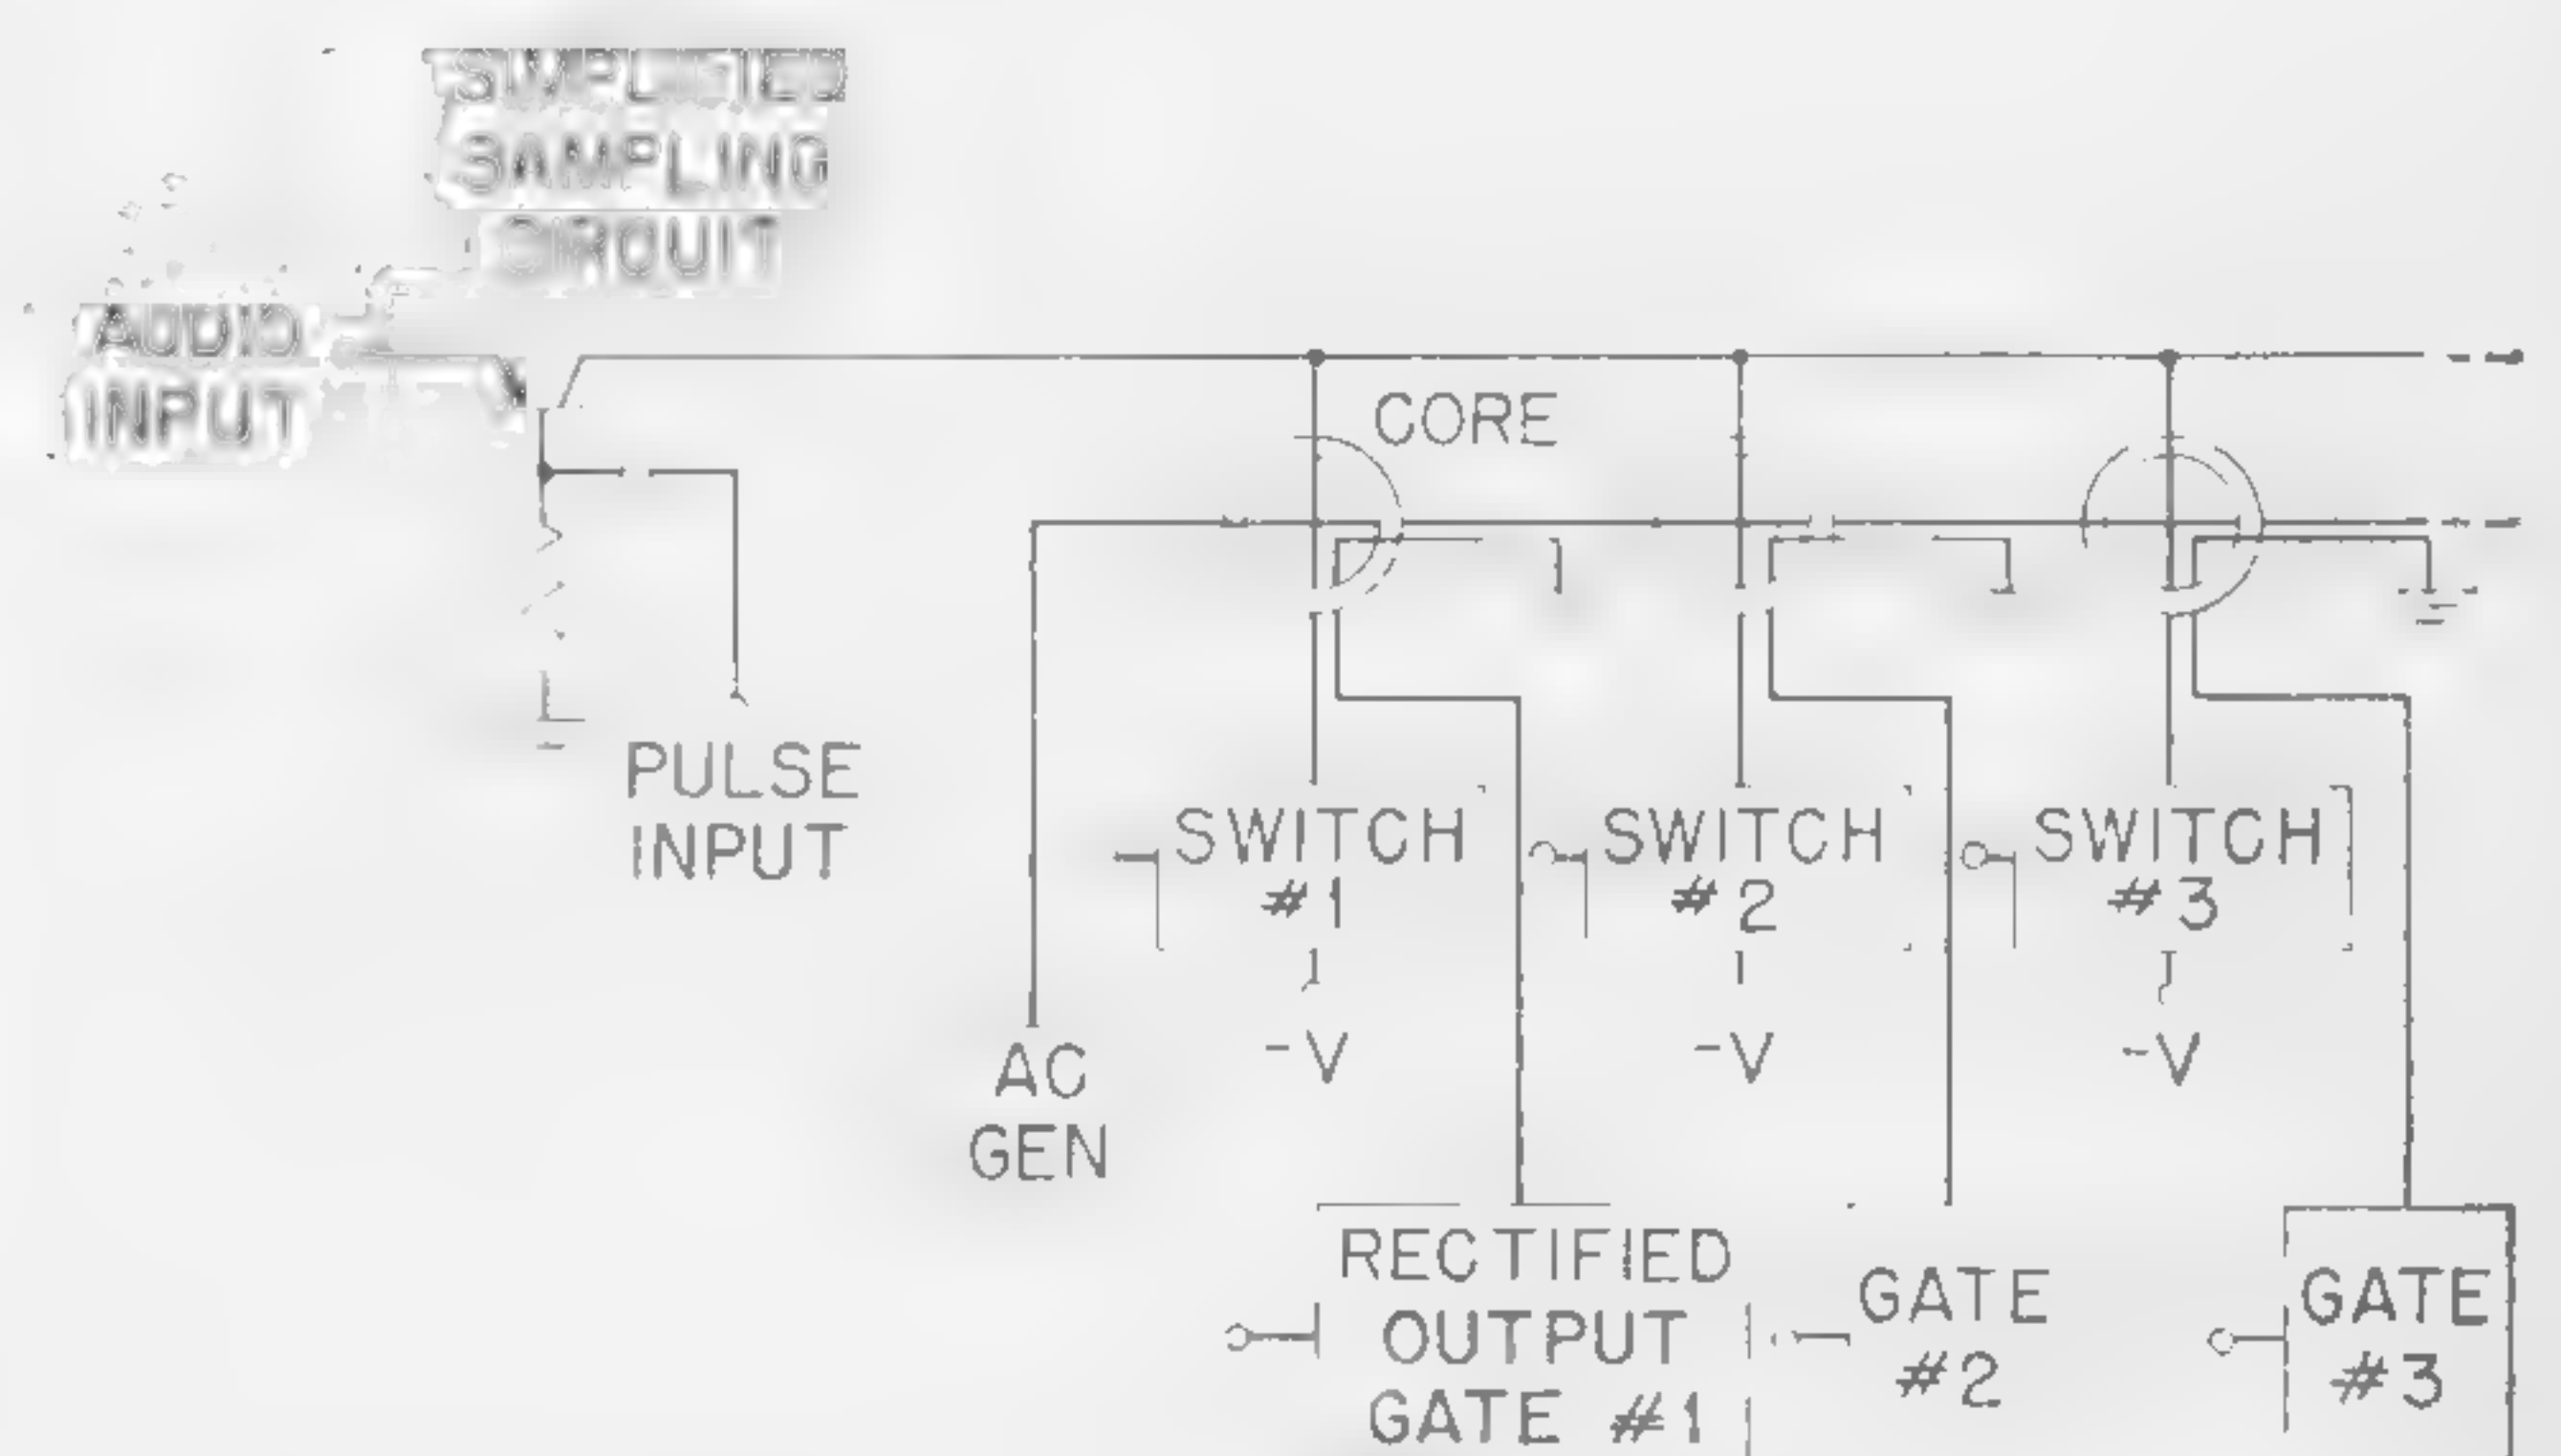 SIMPLIFIED
SAMPLING
CIRCUIT
AUDIO
INPUT
CORE
PULSE
INPUT
SWITCH
#1
SWITCH
#2
SWITCH
#3
-V
-V
-V
AC
GEN
RECTIFIED
OUTPUT
GATE #1
GATE
#2
GATE
#3